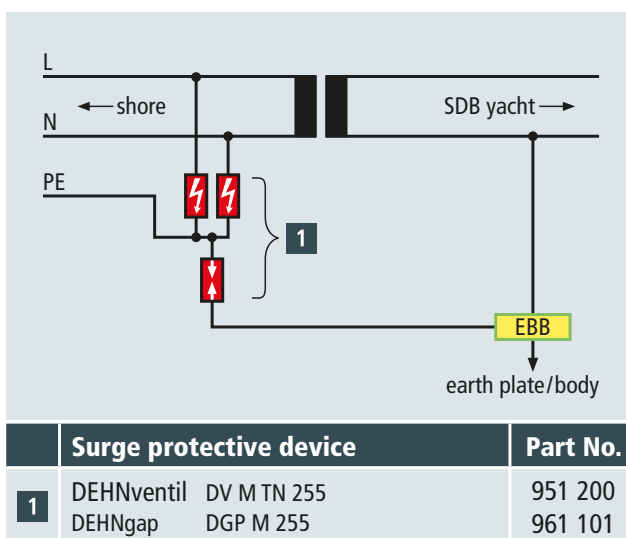 L
← shore
SDB yacht →
N
PE
1
EBB
earth plate/body
Surge protective device Part No.
1 DEHNventil DV M TN 255 951 200
DEHNgap DGP M 255 961 101